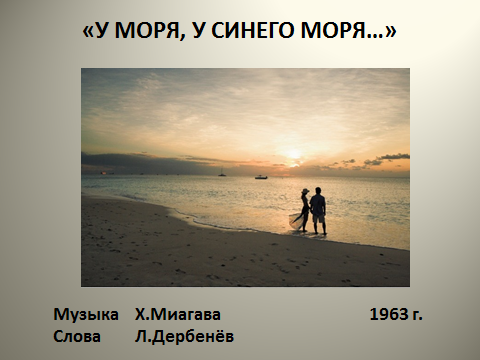 «У МОРЯ, У СИНЕГО МОРЯ…»
Музыка Х.Миагава 1963 г.
Слова Л.Дербенёв